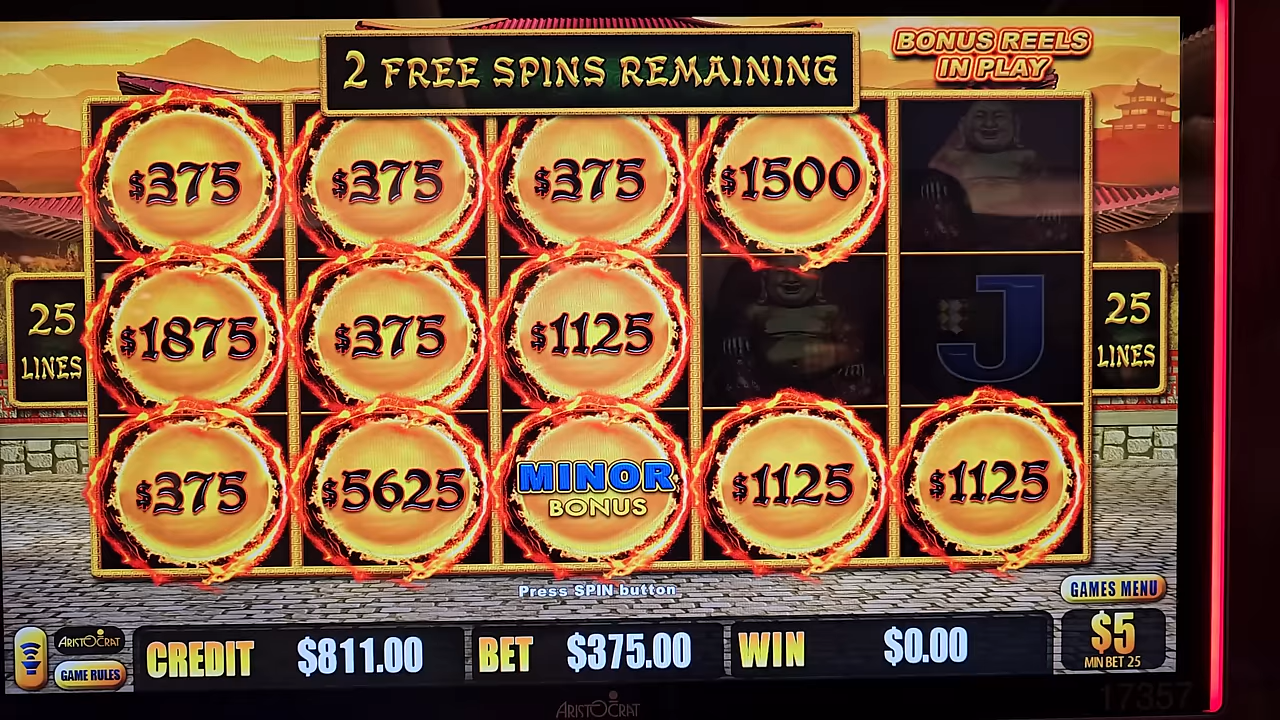 2 FREE SPINS REMAINING
BONUS REELS
IN PLAY
$375
$375
$375
$1500
$1875
$375
$1125
J
$375
$5625
MINOR
BONUS
$1125
$1125
25
LINES
25
LINES
Press SPIN button
GAMES MENU
ARISTOCRAT
GAME RULES
CREDIT $811.00
BET $375.00
WIN $0.00
$5
MIN BET 25
ARISTOCRAT
17357